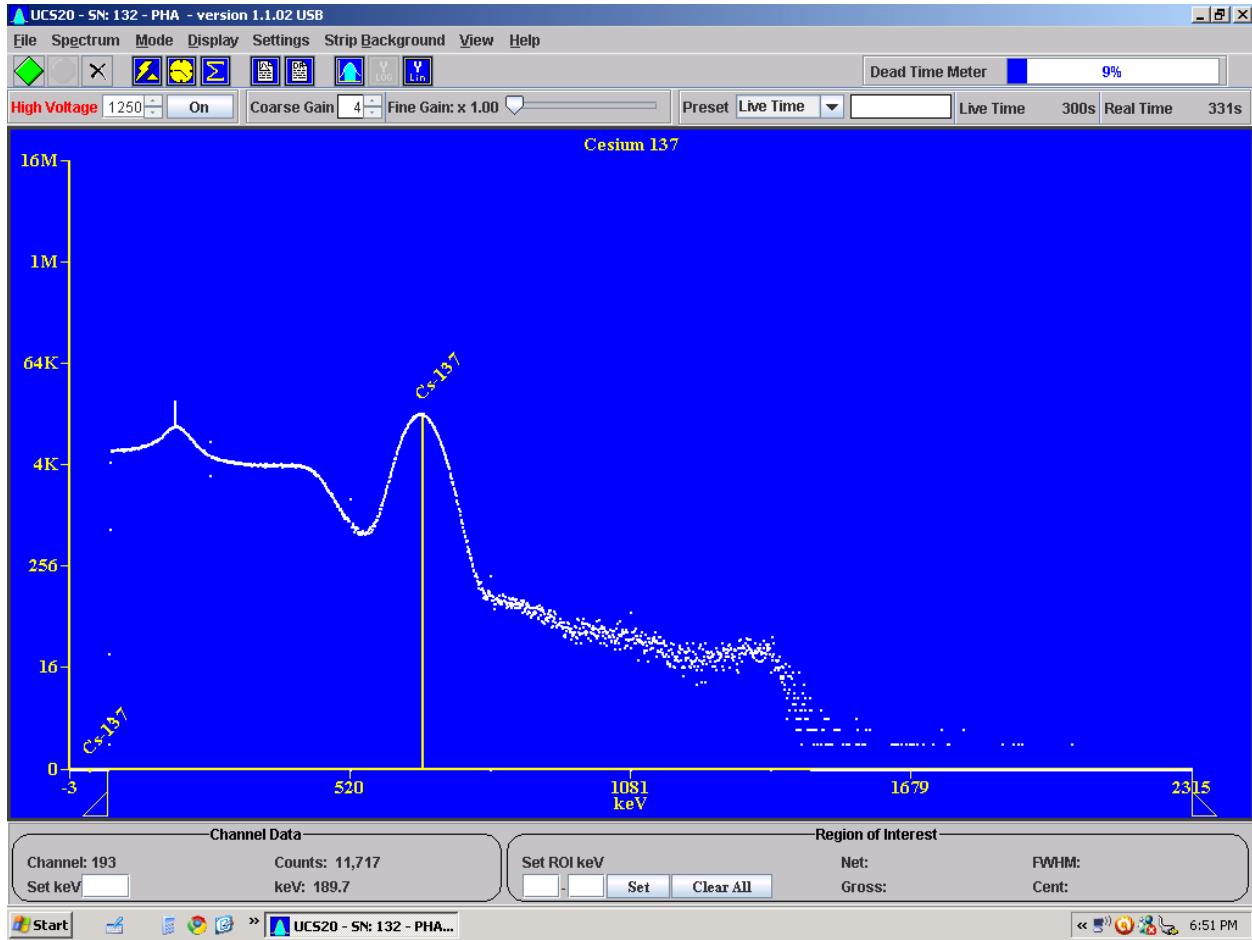 UCS20 - SN: 132 - PHA - version 1.1.02 USB
File Spectrum Mode Display Settings Strip Background View Help
Y LOG Y Lin Dead Time Meter 9%
High Voltage 1250 On Coarse Gain 4 Fine Gain: x 1.00 Preset Live Time Live Time 300s Real Time 331s
Cesium 137
16M
1M
64K
Cs-137
4K
256
16
Cs-137
0
-3 520 1081 1679 2315
keV
Channel Data Region of Interest
Channel: 193 Counts: 11,717 Set ROI keV Net: FWHM:
Set keV keV: 189.7 - Set Clear All Gross: Cent:
Start » UCS20 - SN: 132 - PHA... « 6:51 PM